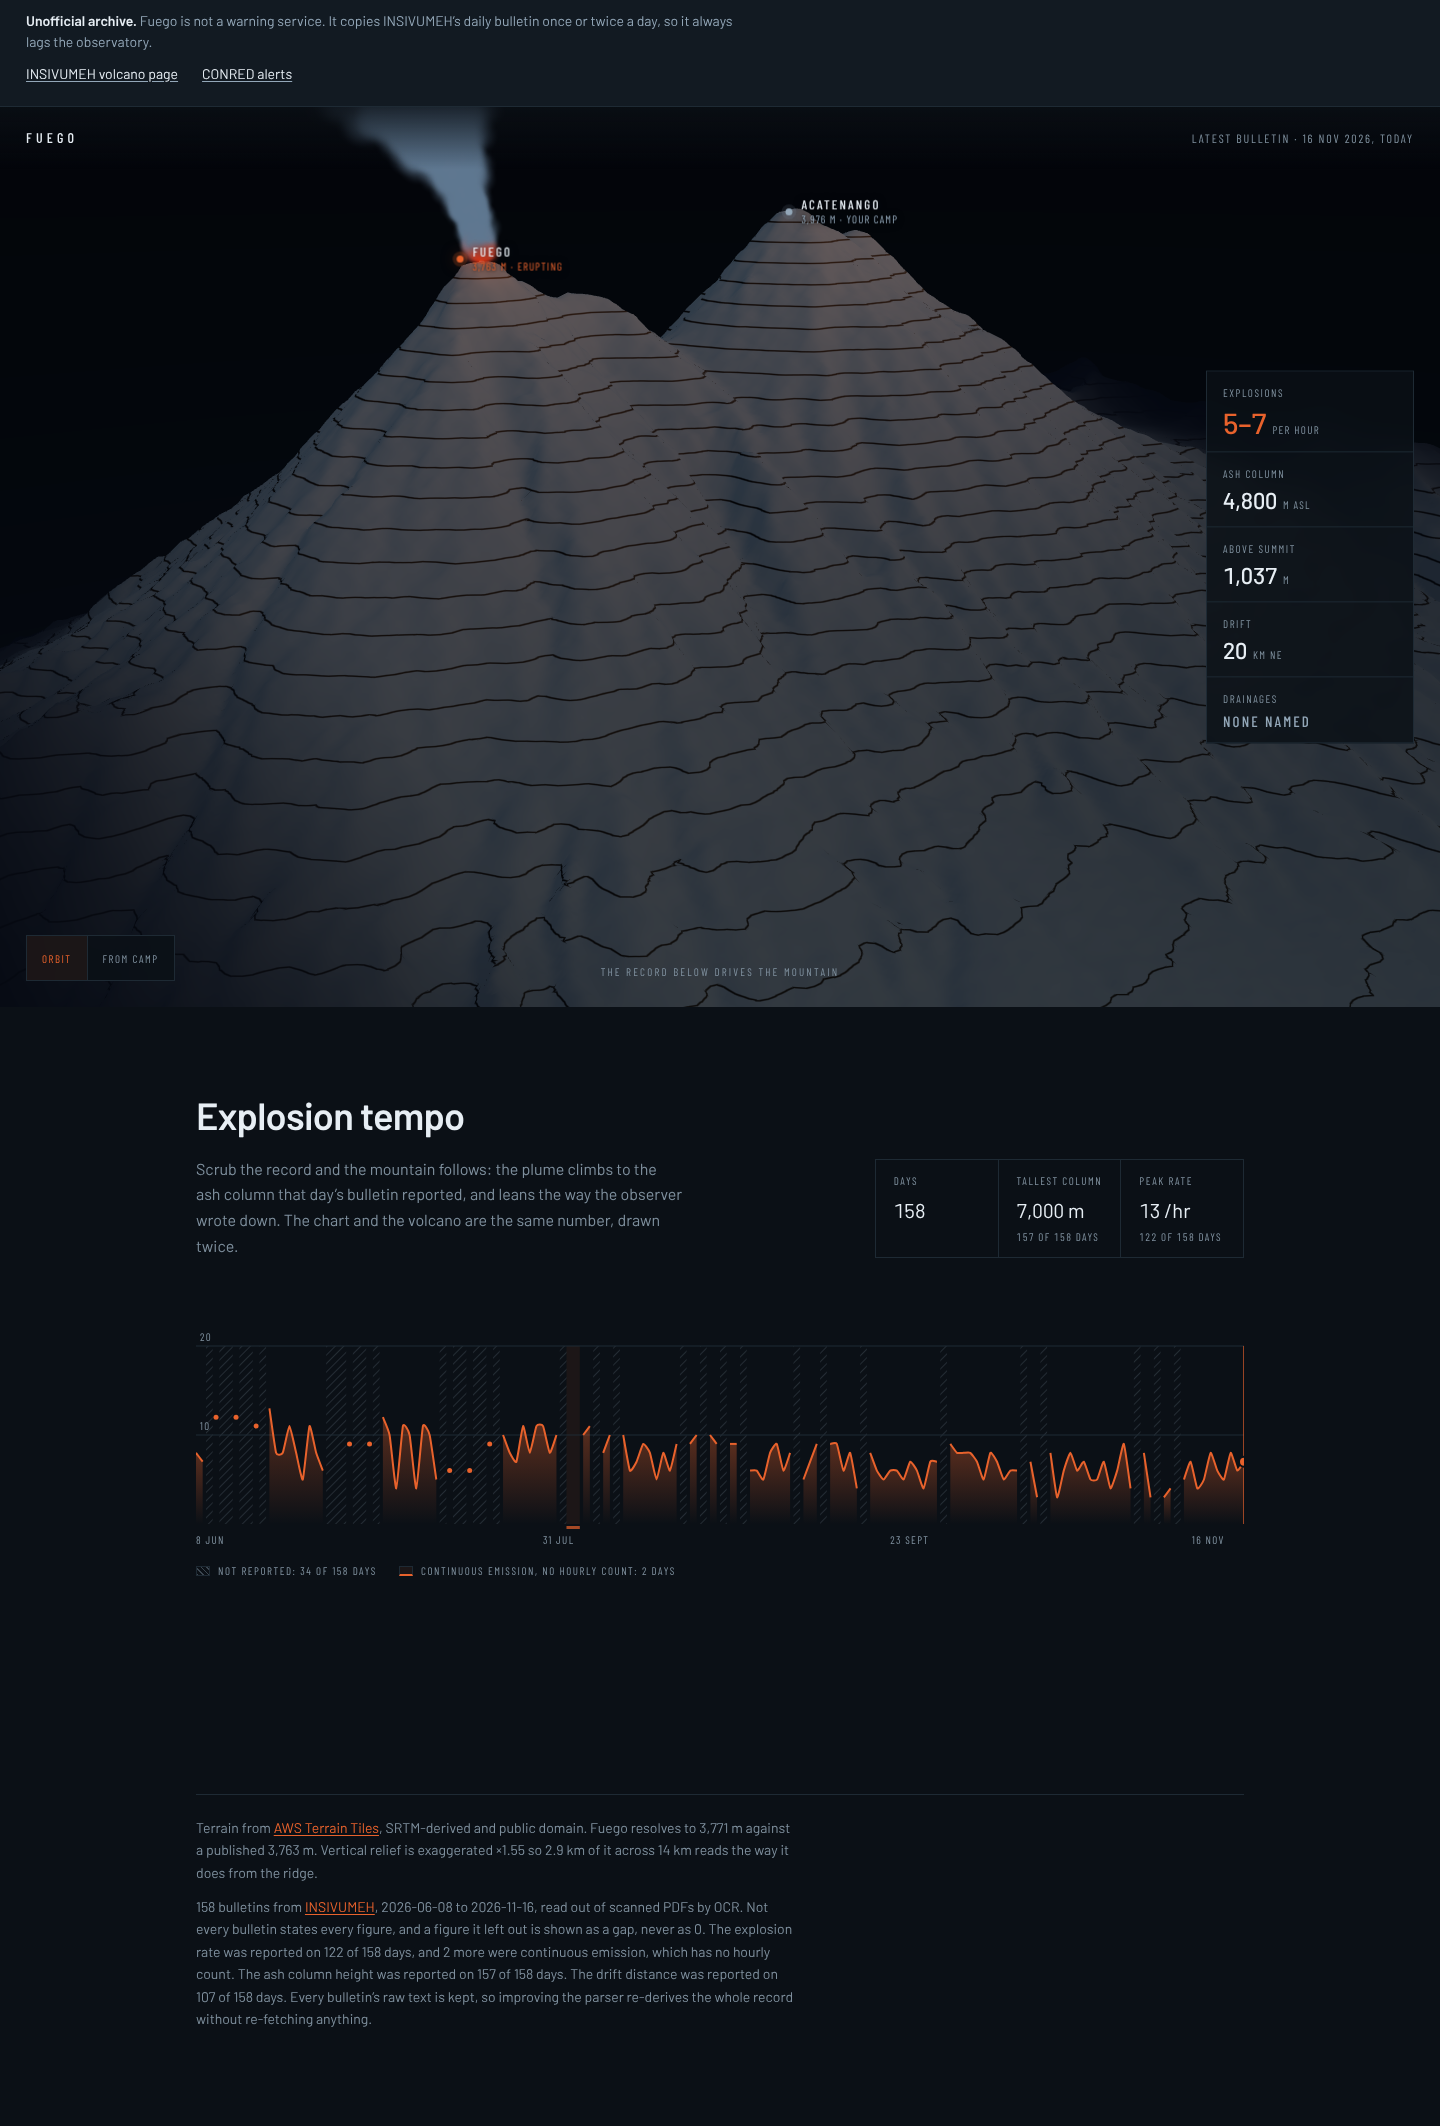 Unofficial archive. Fuego is not a warning service. It copies INSIVUMEH’s daily bulletin once or twice a day, so it always
lags the observatory.
INSIVUMEH volcano page CONRED alerts
FUEGO
LATEST BULLETIN · 16 NOV 2026, TODAY
ACATENANGO
3,976 M · YOUR CAMP
FUEGO
M · ERUPTING
EXPLOSIONS
5–7 PER HOUR
ASH COLUMN
4,800 M ASL
ABOVE SUMMIT
1,037 M
DRIFT
20 KM NE
DRAINAGES
NONE NAMED
ORBIT FROM CAMP
THE RECORD BELOW DRIVES THE MOUNTAIN
Explosion tempo
Scrub the record and the mountain follows: the plume climbs to the
ash column that day’s bulletin reported, and leans the way the observer
wrote down. The chart and the volcano are the same number, drawn
twice.
DAYS
158
TALLEST COLUMN
7,000 m
157 OF 158 DAYS
PEAK RATE
13 /hr
122 OF 158 DAYS
20
10
8 JUN 31 JUL 23 SEPT 16 NOV
NOT REPORTED: 34 OF 158 DAYS CONTINUOUS EMISSION, NO HOURLY COUNT: 2 DAYS
Terrain from AWS Terrain Tiles, SRTM-derived and public domain. Fuego resolves to 3,771 m against
a published 3,763 m. Vertical relief is exaggerated ×1.55 so 2.9 km of it across 14 km reads the way it
does from the ridge.
158 bulletins from INSIVUMEH, 2026-06-08 to 2026-11-16, read out of scanned PDFs by OCR. Not
every bulletin states every figure, and a figure it left out is shown as a gap, never as 0. The explosion
rate was reported on 122 of 158 days, and 2 more were continuous emission, which has no hourly
count. The ash column height was reported on 157 of 158 days. The drift distance was reported on
107 of 158 days. Every bulletin’s raw text is kept, so improving the parser re-derives the whole record
without re-fetching anything.